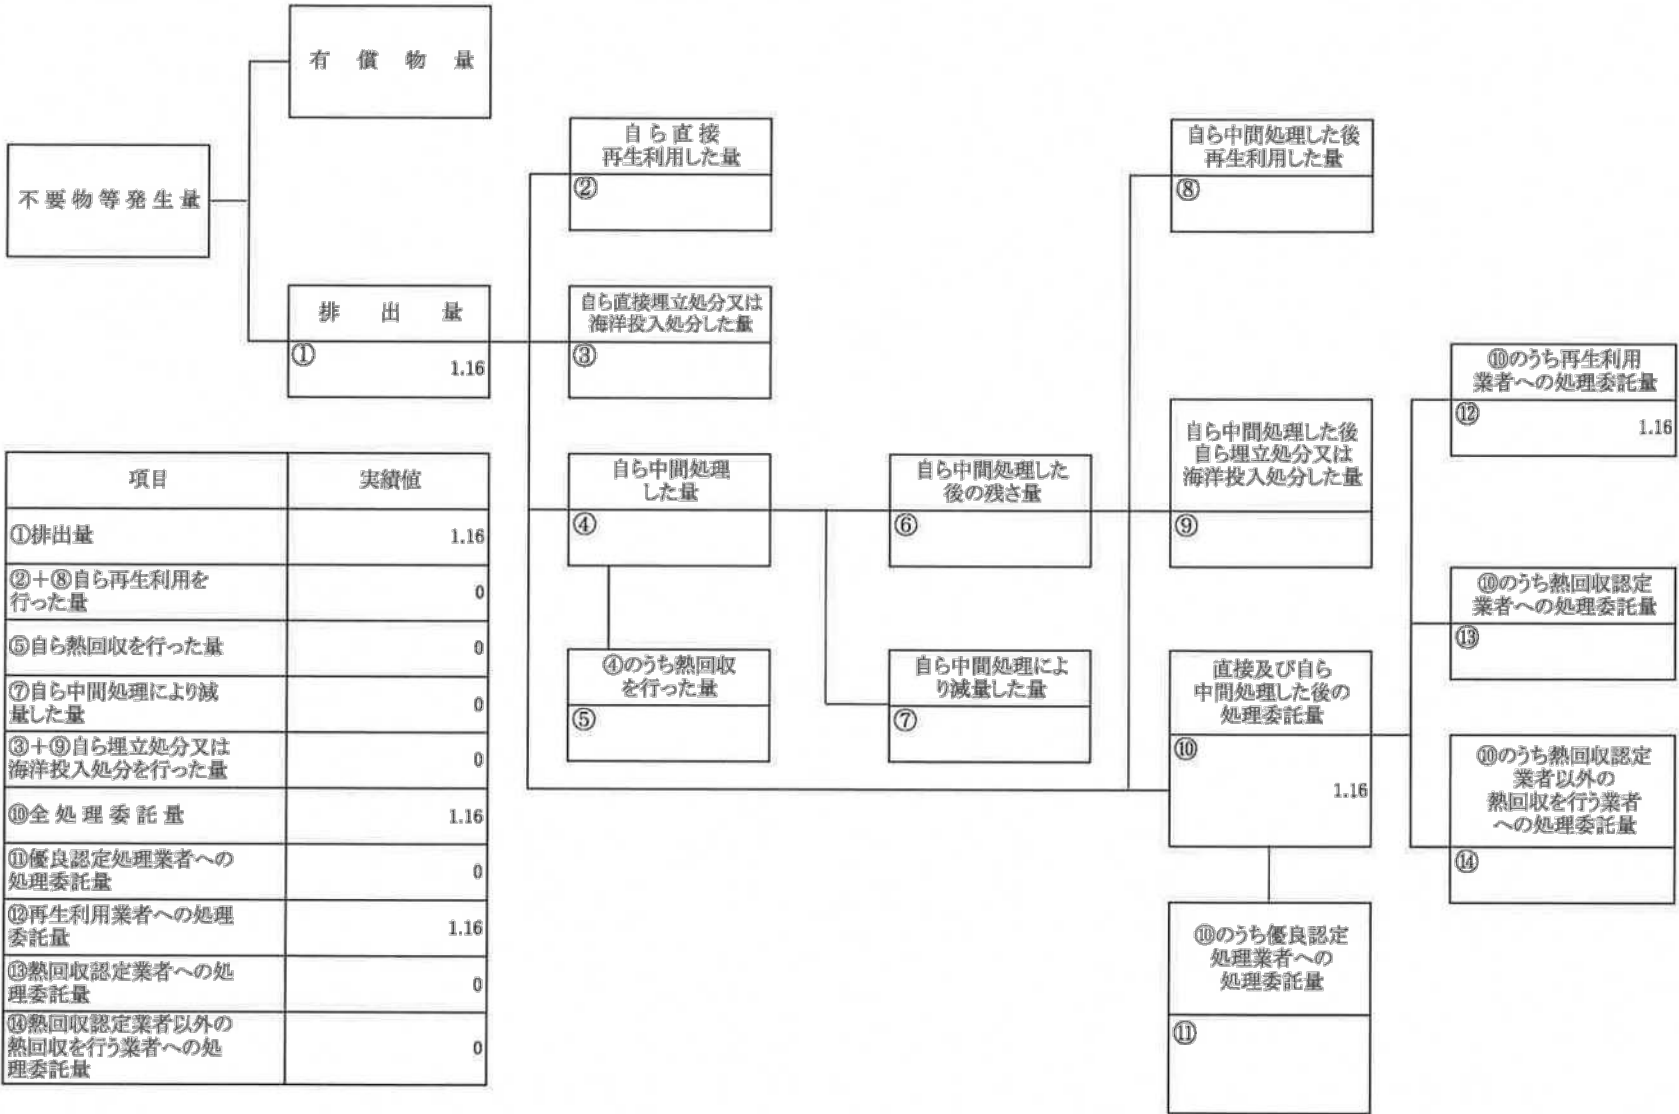 有償物量
不要物等発生量
排出量
①
1.16
自ら直接
再生利用した量
②
自ら直接埋立処分又は
海洋投入処分した量
③
自ら中間処理
した量
④
④のうち熱回収
を行った量
⑤
自ら中間処理した
後の残さ量
⑥
自ら中間処理によ
り減量した量
⑦
自ら中間処理した後
再生利用した量
⑧
自ら中間処理した後
自ら埋立処分又は
海洋投入処分した量
⑨
直接及び自ら
中間処理した後の
処理委託量
⑩
1.16
⑩のうち優良認定
処理業者への
処理委託量
⑪
⑩のうち再生利用
業者への処理委託量
⑫
1.16
⑩のうち熱回収認定
業者への処理委託量
⑬
⑩のうち熱回収認定
業者以外の
熱回収を行う業者
への処理委託量
⑭
項目 実績値
①排出量 1.16
②+⑧自ら再生利用を
行った量 0
⑤自ら熱回収を行った量 0
⑦自ら中間処理により減
量した量 0
③+⑨自ら埋立処分又は
海洋投入処分を行った量 0
⑩全処理委託量 1.16
⑪優良認定処理業者への
処理委託量 0
⑫再生利用業者への処理
委託量 1.16
⑬熱回収認定業者への処
理委託量 0
⑭熱回収認定業者以外の
熱回収を行う業者への処
理委託量 0